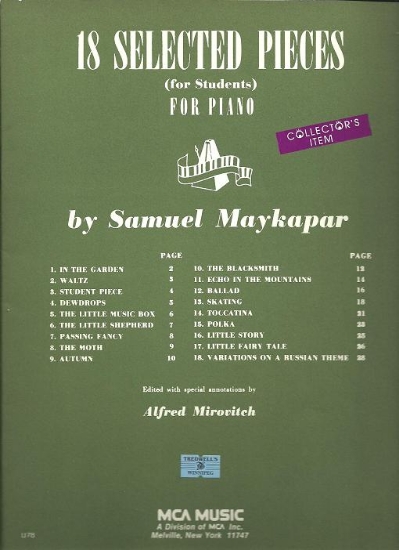 18 SELECTED PIECES
(for Students)
FOR PIANO
COLLECTOR'S
ITEM
by Samuel Maykapar
PAGE
1. IN THE GARDEN 2
2. WALTZ 3
3. STUDENT PIECE 4
4. DEWDROPS 5
5. THE LITTLE MUSIC BOX 6
6. THE LITTLE SHEPHERD 7
7. PASSING FANCY 8
8. THE MOTH 9
9. AUTUMN 10
PAGE
10. THE BLACKSMITH 12
11. ECHO IN THE MOUNTAINS 14
12. BALLAD 16
13. SKATING 18
14. TOCCATINA 21
15. POLKA 23
16. LITTLE STORY 25
17. LITTLE FAIRY TALE 26
18. VARIATIONS ON A RUSSIAN THEME 28
Edited with special annotations by
Alfred Mirovitch
TREDWELL'S
WINNIPEG
MCA MUSIC
A Division of MCA Inc.
Melville, New York 11747